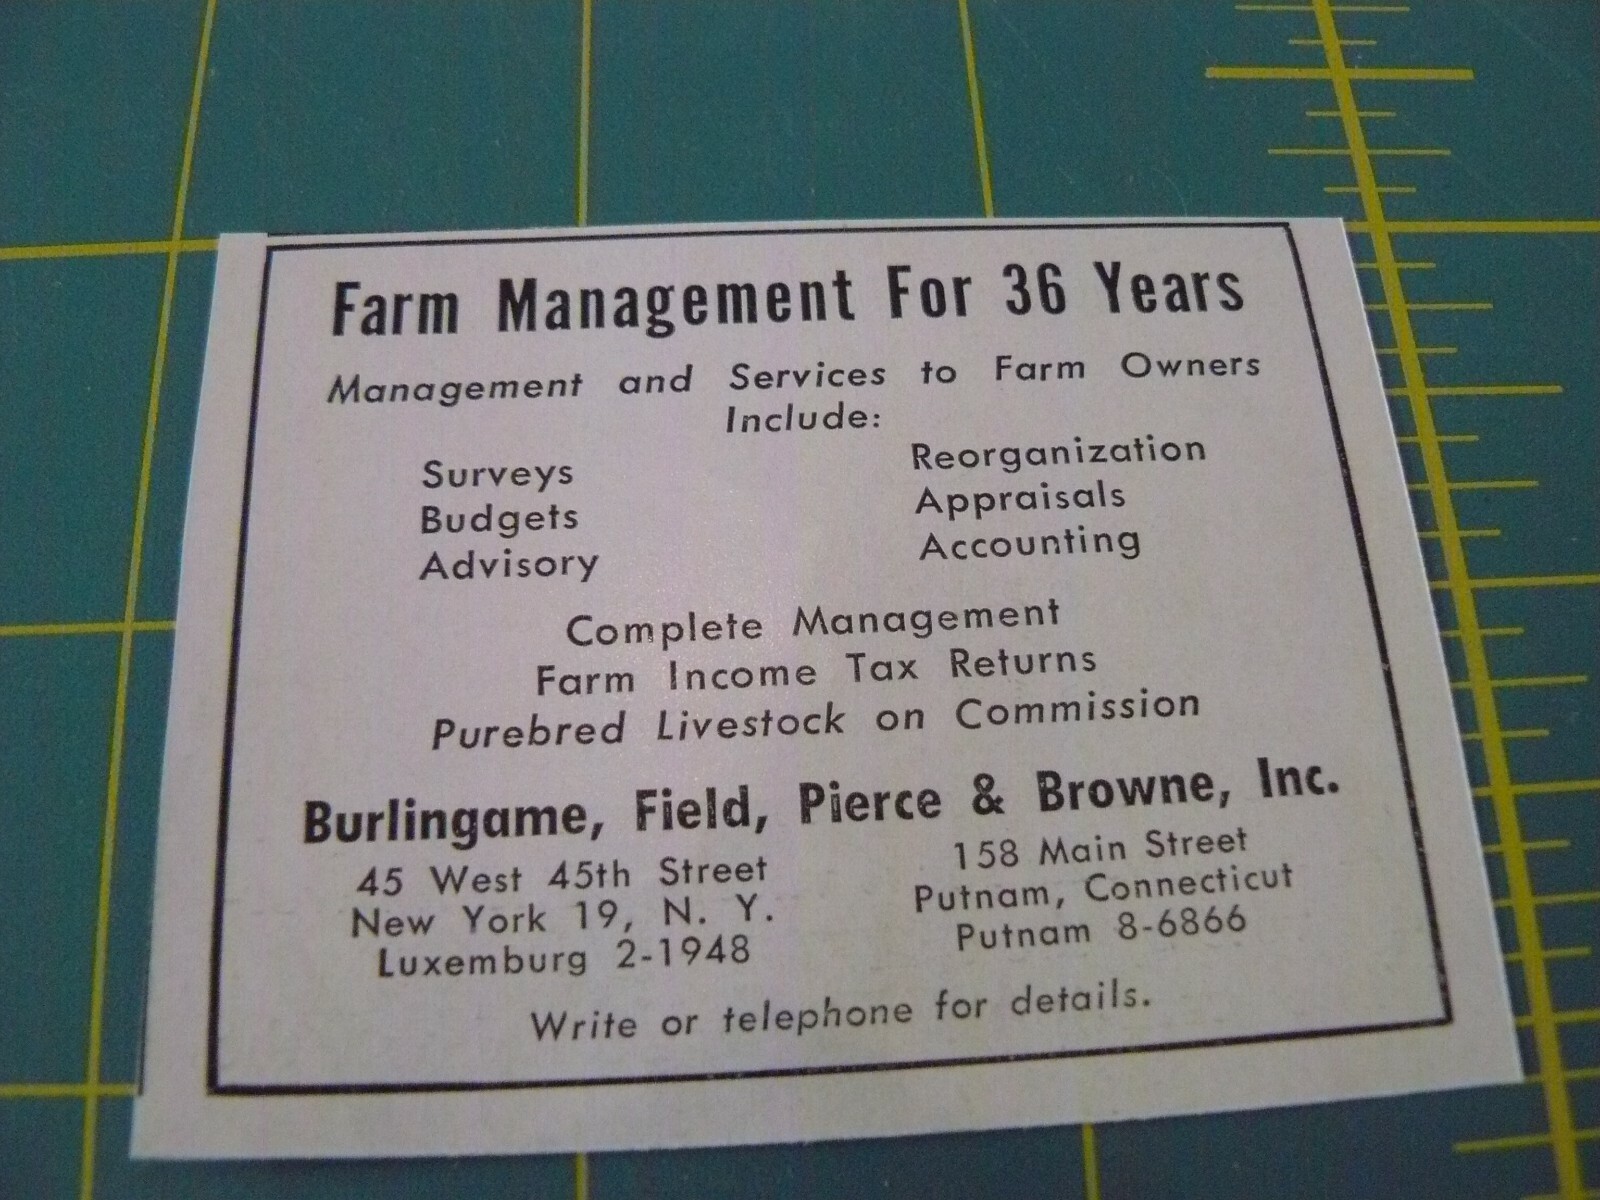 Farm Management For 36 Years
Management and Services to Farm Owners
Include:
Surveys
Budgets
Advisory
Reorganization
Appraisals
Accounting
Complete Management
Farm Income Tax Returns
Purebred Livestock on Commission
Burlingame, Field, Pierce & Browne, Inc.
45 West 45th Street
New York 19, N. Y.
Luxemburg 2-1948
158 Main Street
Putnam, Connecticut
Putnam 8-6866
Write or telephone for details.